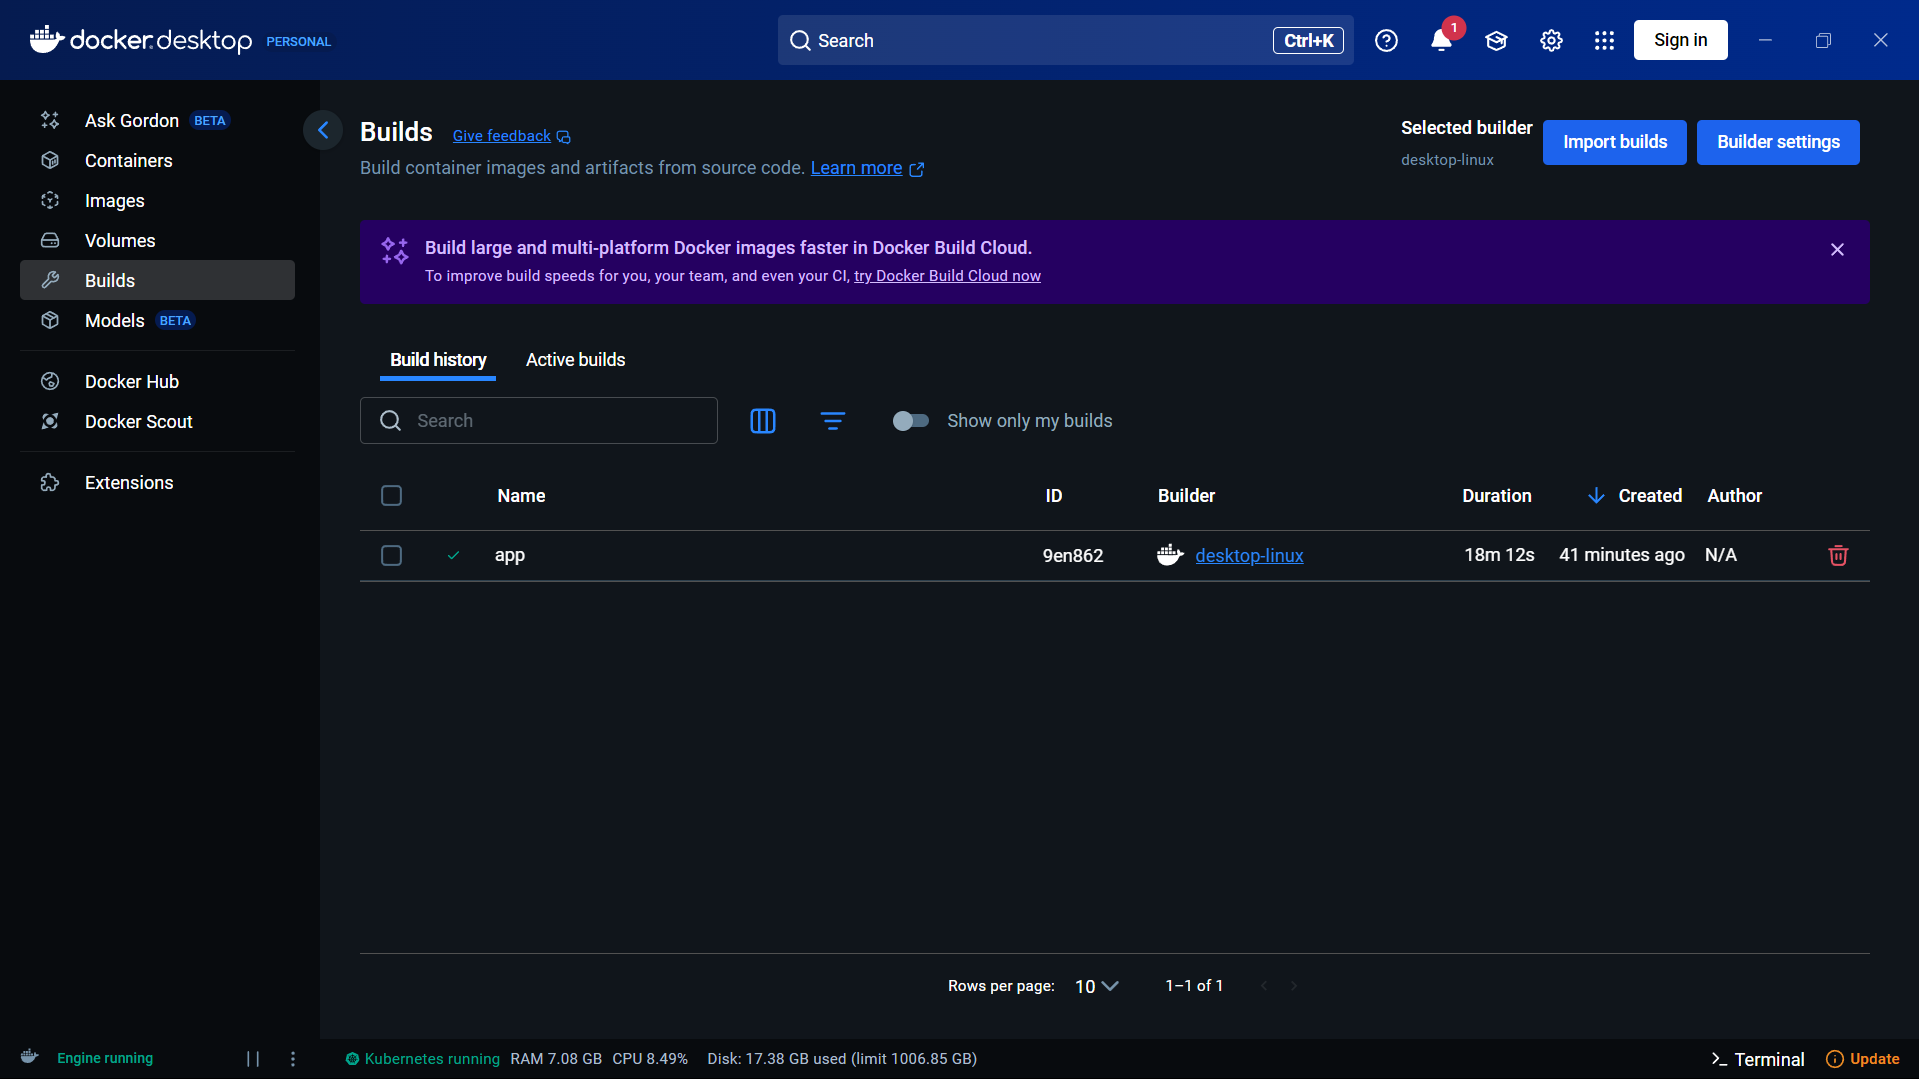 docker.desktop PERSONAL
Search Ctrl+K
1
Sign in
Ask Gordon BETA
Containers
Images
Volumes
Builds
Models BETA
Docker Hub
Docker Scout
Extensions
Builds Give feedback
Build container images and artifacts from source code. Learn more
Selected builder
desktop-linux
Import builds
Builder settings
Build large and multi-platform Docker images faster in Docker Build Cloud.
To improve build speeds for you, your team, and even your CI, try Docker Build Cloud now
Build history Active builds
Search
Show only my builds
Name ID Builder Duration Created Author
app 9en862 desktop-linux 18m 12s 41 minutes ago N/A
Rows per page: 10 1–1 of 1
Engine running
Kubernetes running RAM 7.08 GB CPU 8.49% Disk: 17.38 GB used (limit 1006.85 GB)
Terminal
Update